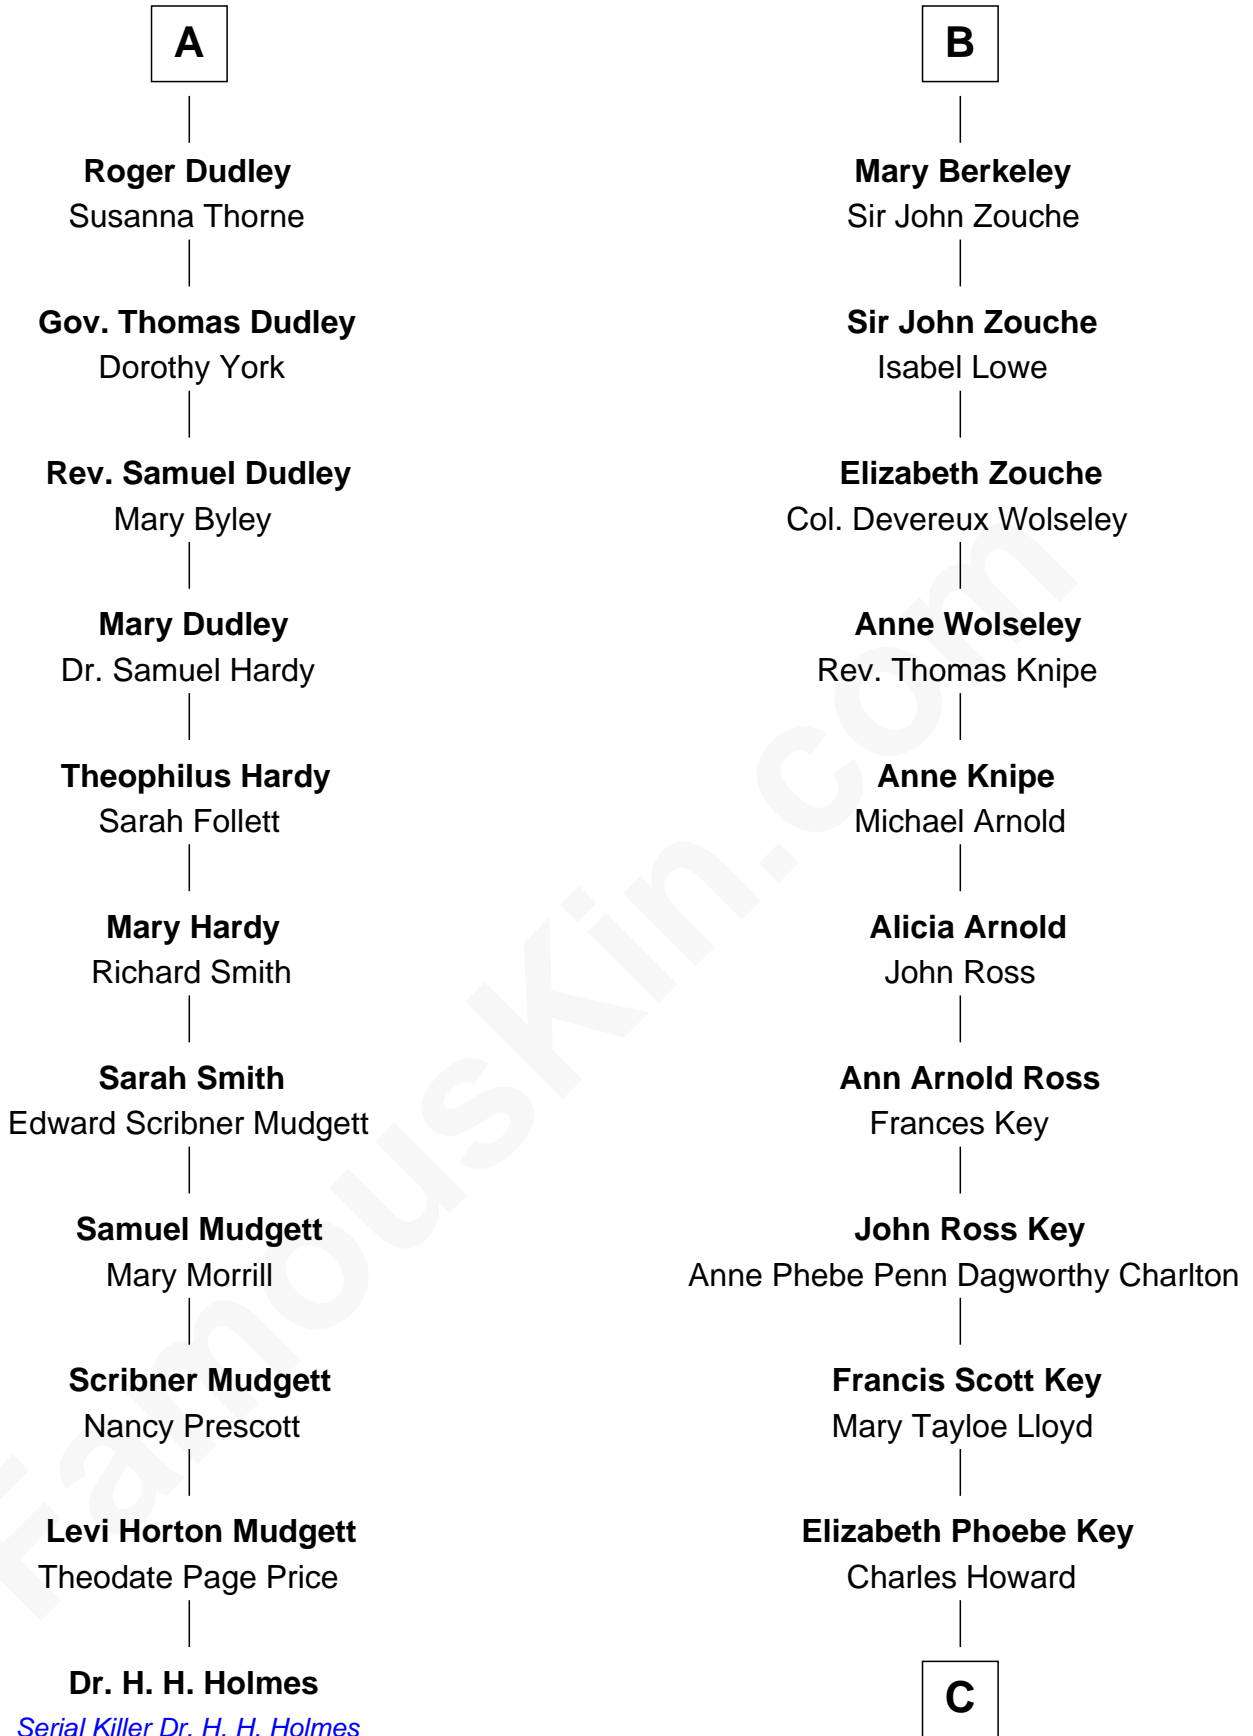 A
Roger Dudley
Susanna Thorne
Gov. Thomas Dudley
Dorothy York
Rev. Samuel Dudley
Mary Byley
Mary Dudley
Dr. Samuel Hardy
Theophilus Hardy
Sarah Follett
Mary Hardy
Richard Smith
Sarah Smith
Edward Scribner Mudgett
Samuel Mudgett
Mary Morrill
Scribner Mudgett
Nancy Prescott
Levi Horton Mudgett
Theodate Page Price
Dr. H. H. Holmes
Serial Killer Dr. H. H. Holmes
B
Mary Berkeley
Sir John Zouche
Sir John Zouche
Isabel Lowe
Elizabeth Zouche
Col. Devereux Wolseley
Anne Wolseley
Rev. Thomas Knipe
Anne Knipe
Michael Arnold
Alicia Arnold
John Ross
Ann Arnold Ross
Frances Key
John Ross Key
Anne Phebe Penn Dagworthy Charlton
Francis Scott Key
Mary Tayloe Lloyd
Elizabeth Phoebe Key
Charles Howard
C
FamousKin.com